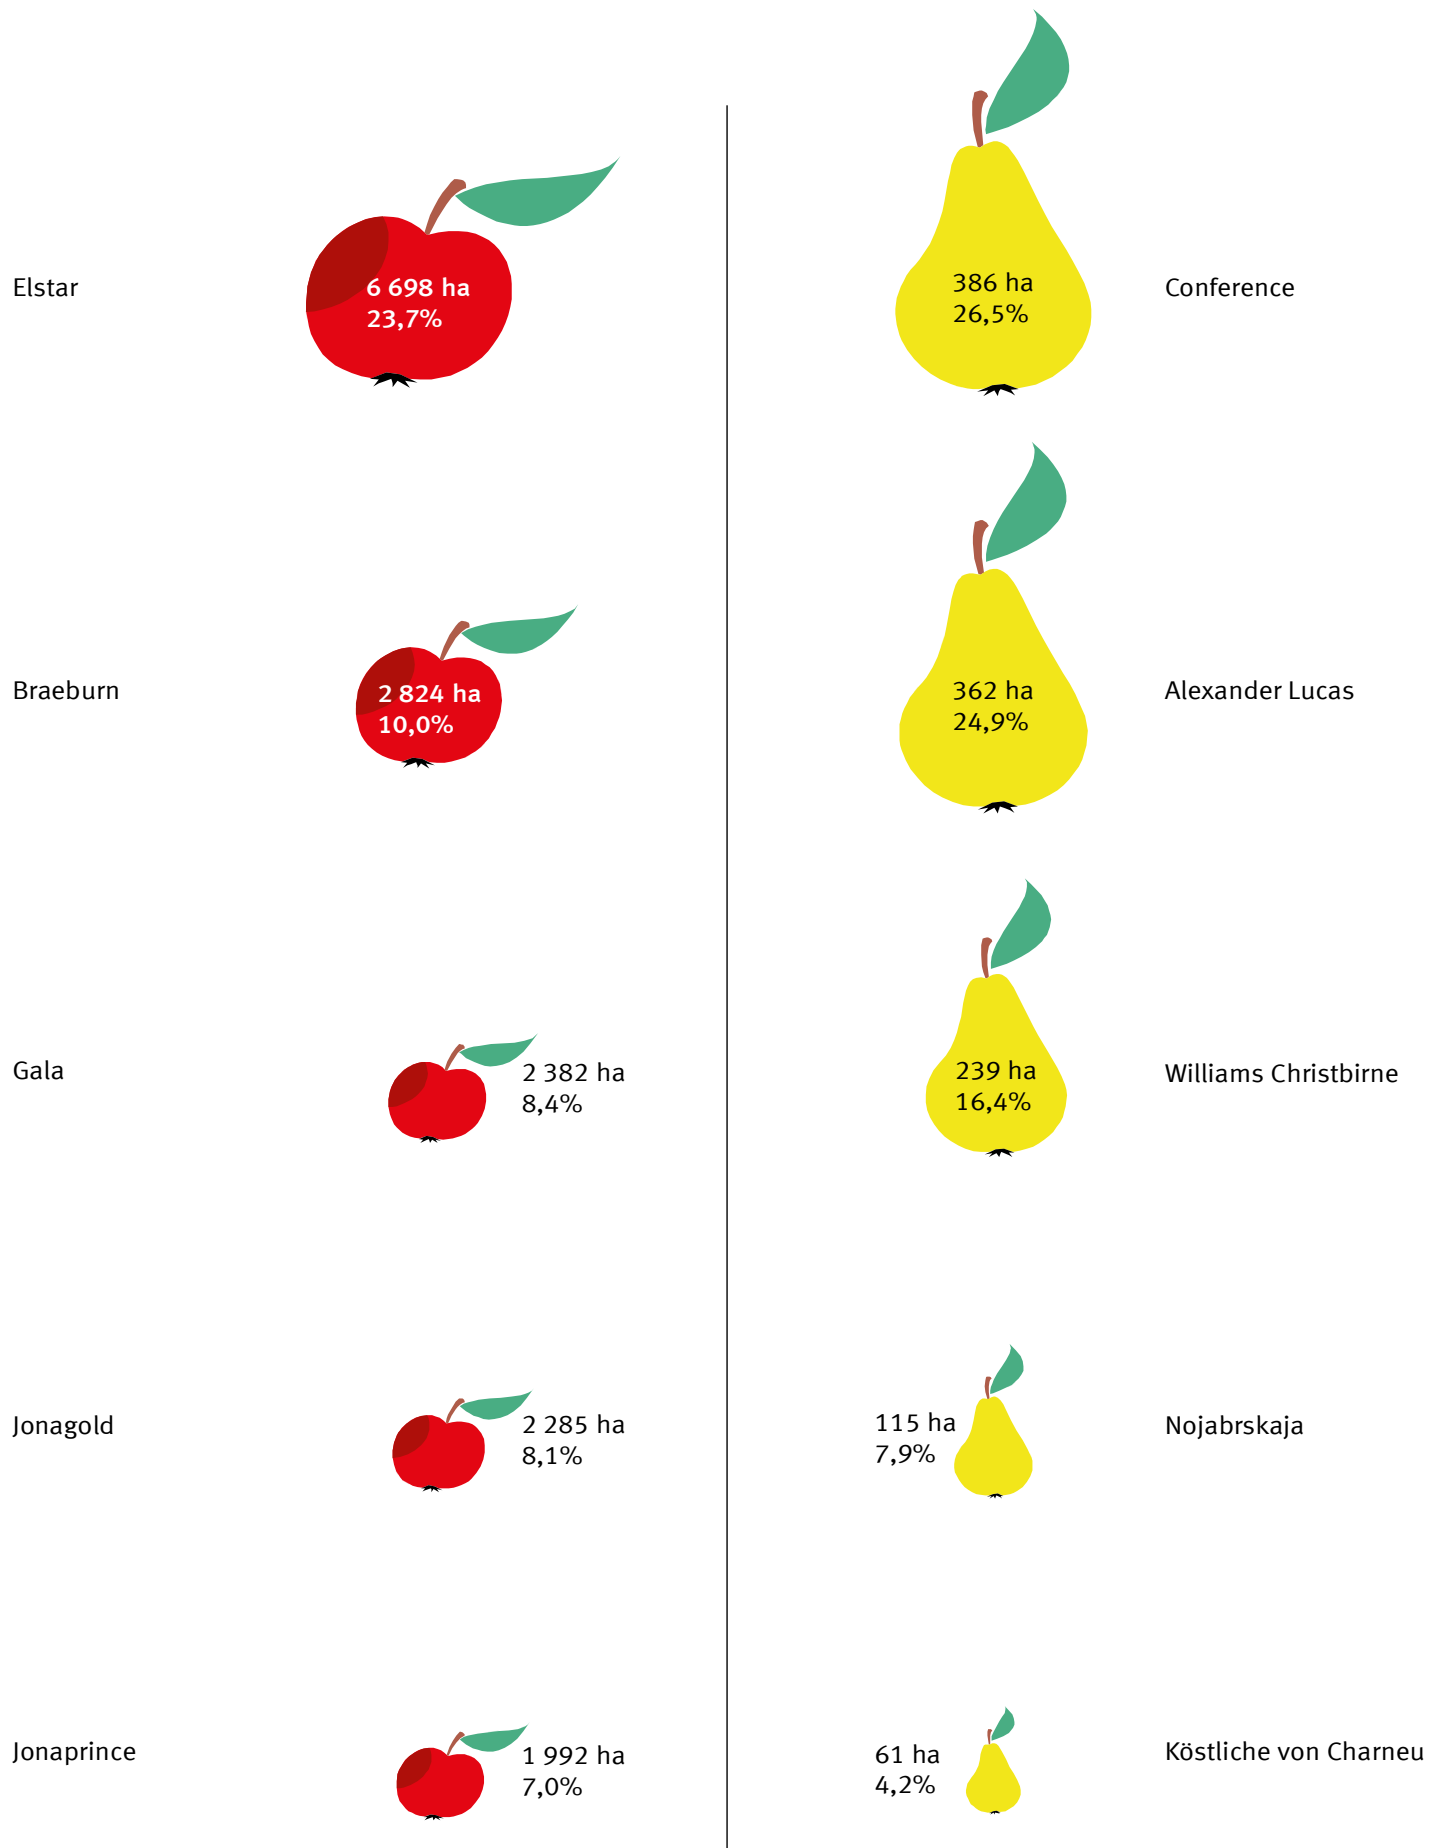 Elstar
6 698 ha
23,7%
386 ha
26,5%
Conference
Braeburn
2 824 ha
10,0%
362 ha
24,9%
Alexander Lucas
Gala
2 382 ha
8,4%
239 ha
16,4%
Williams Christbirne
Jonagold
2 285 ha
8,1%
115 ha
7,9%
Nojabrskaja
Jonaprince
1 992 ha
7,0%
61 ha
4,2%
Köstliche von Charneu